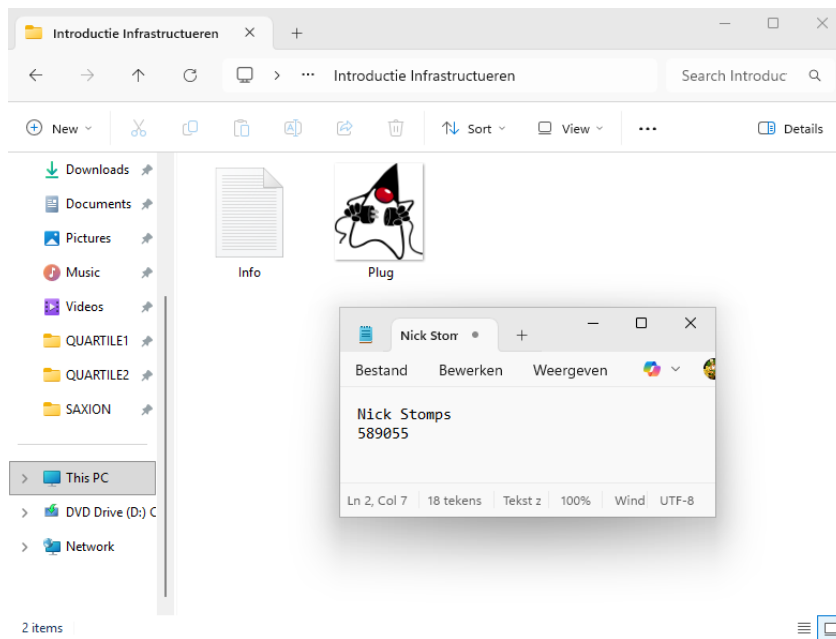 Introductie Infrastructueren
Introductie Infrastructueren
Search Introduc
New
Sort
View
Details
Downloads
Documents
Pictures
Music
Videos
QUARTILE1
QUARTILE2
SAXION
This PC
DVD Drive (D:) C
Network
Info
Plug
Nick Stom
Bestand Bewerken Weergeven
Nick Stomps
589055
Ln 2, Col 7 18 tekens Tekst z 100% Wind UTF-8
2 items